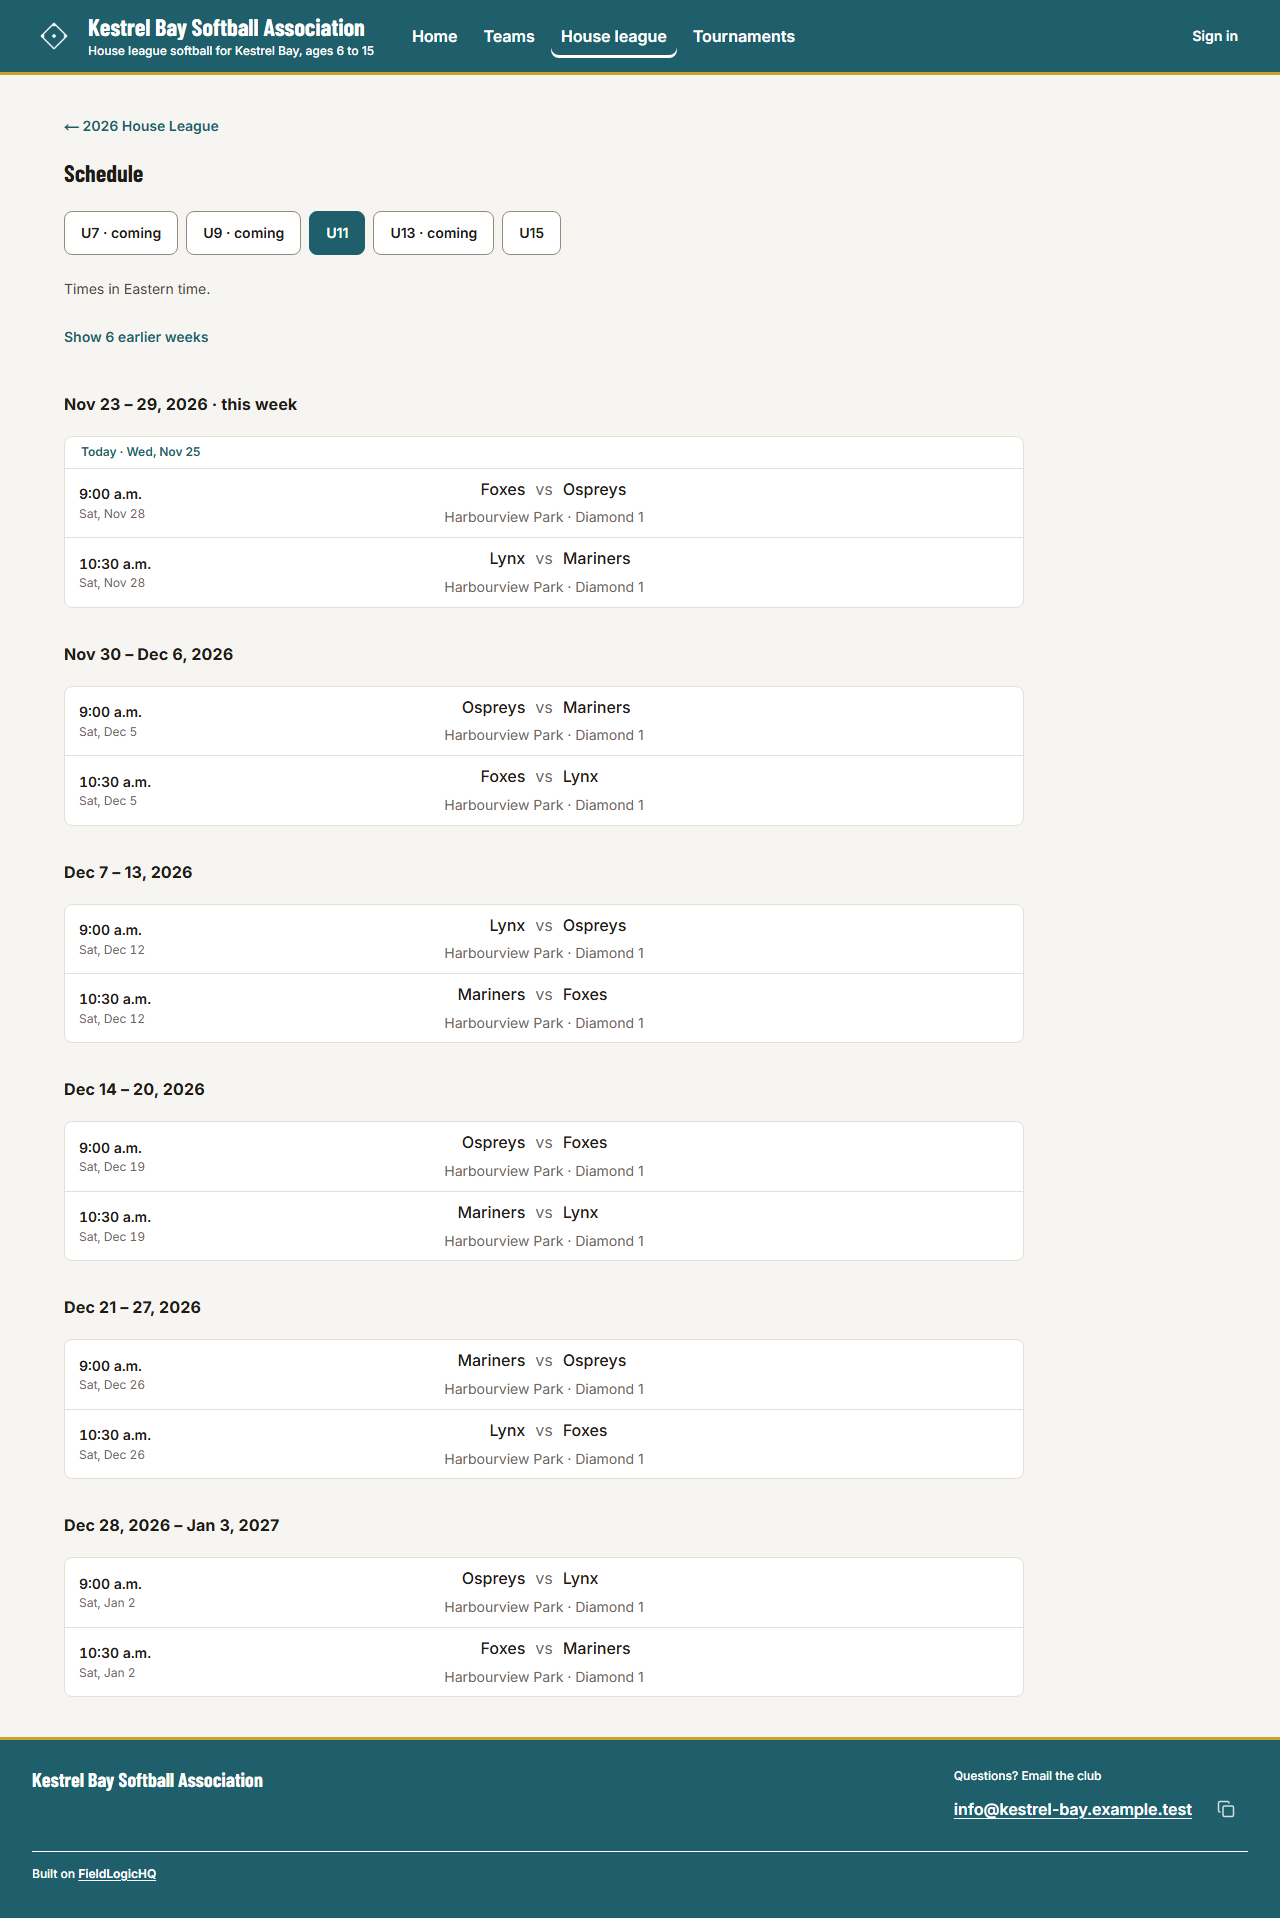 Kestrel Bay Softball Association
House league softball for Kestrel Bay, ages 6 to 15
Home
Teams
House league
Tournaments
Sign in
← 2026 House League
Schedule
U7 · coming
U9 · coming
U11
U13 · coming
U15
Times in Eastern time.
Show 6 earlier weeks
Nov 23 – 29, 2026 · this week
Today · Wed, Nov 25
9:00 a.m.
Sat, Nov 28
Foxes vs Ospreys
Harbourview Park · Diamond 1
10:30 a.m.
Sat, Nov 28
Lynx vs Mariners
Harbourview Park · Diamond 1
Nov 30 – Dec 6, 2026
9:00 a.m.
Sat, Dec 5
Ospreys vs Mariners
Harbourview Park · Diamond 1
10:30 a.m.
Sat, Dec 5
Foxes vs Lynx
Harbourview Park · Diamond 1
Dec 7 – 13, 2026
9:00 a.m.
Sat, Dec 12
Lynx vs Ospreys
Harbourview Park · Diamond 1
10:30 a.m.
Sat, Dec 12
Mariners vs Foxes
Harbourview Park · Diamond 1
Dec 14 – 20, 2026
9:00 a.m.
Sat, Dec 19
Ospreys vs Foxes
Harbourview Park · Diamond 1
10:30 a.m.
Sat, Dec 19
Mariners vs Lynx
Harbourview Park · Diamond 1
Dec 21 – 27, 2026
9:00 a.m.
Sat, Dec 26
Mariners vs Ospreys
Harbourview Park · Diamond 1
10:30 a.m.
Sat, Dec 26
Lynx vs Foxes
Harbourview Park · Diamond 1
Dec 28, 2026 – Jan 3, 2027
9:00 a.m.
Sat, Jan 2
Ospreys vs Lynx
Harbourview Park · Diamond 1
10:30 a.m.
Sat, Jan 2
Foxes vs Mariners
Harbourview Park · Diamond 1
Kestrel Bay Softball Association
Questions? Email the club
info@kestrel-bay.example.test
Built on FieldLogicHQ